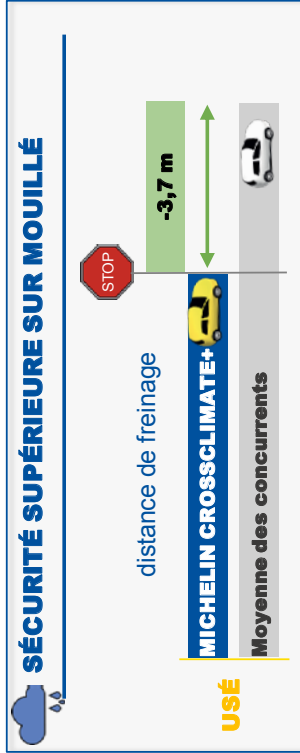 SÉCURITÉ SUPÉRIEURE SUR MOUILLÉ
STOP
distance de freinage
-3,7 m
USÉ
MICHELIN CROSSCLIMATE+
Moyenne des concurrents